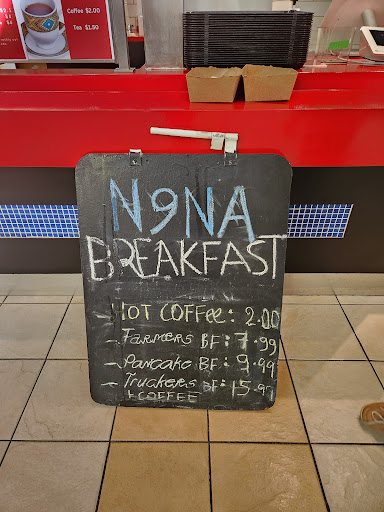 Coffee $2.00
Tea $1.50
N9NA
BREAKFAST
HOT COFFEE: 2.00
- FARMERS BF: 7.99
- Pancake BF: 9.99
- Truckers BF: 15.99
+COFFEE